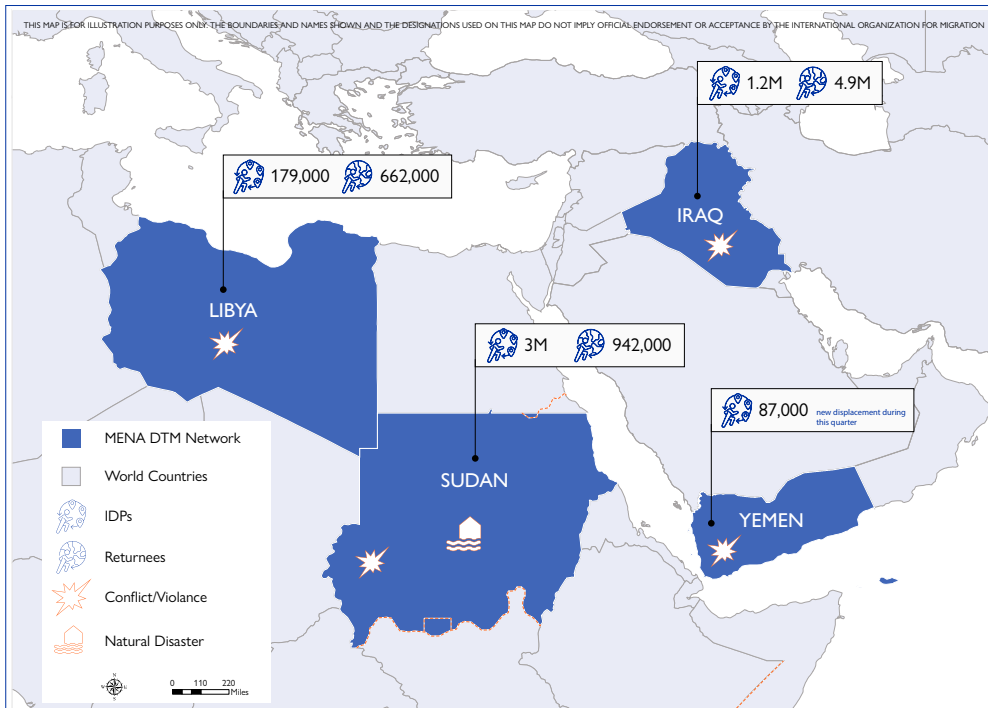 THIS MAP IS FOR ILLUSTRATION PURPOSES ONLY. THE BOUNDARIES AND NAMES SHOWN AND THE DESIGNATIONS USED ON THIS MAP DO NOT IMPLY OFFICIAL ENDORSEMENT OR ACCEPTANCE BY THE INTERNATIONAL ORGANIZATION FOR MIGRATION
1.2M 4.9M
179,000 662,000
IRAQ
LIBYA
3M 942,000
87,000 new displacement during
this quarter
SUDAN
YEMEN
MENA DTM Network
World Countries
IDPs
Returnees
Conflict/Violance
Natural Disaster
N
W E
S
0 110 220
Miles